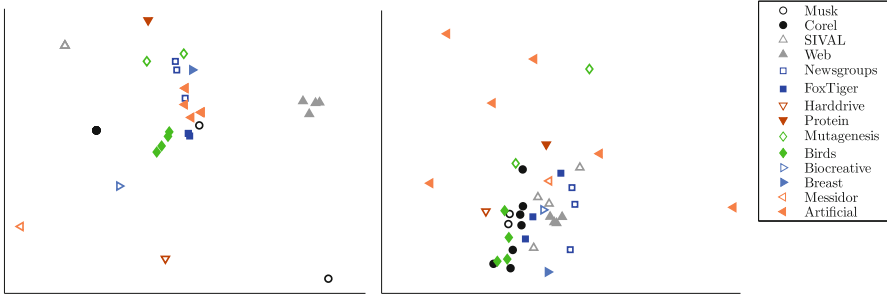 Musk
Corel
SIVAL
Web
Newsgroups
FoxTiger
Harddrive
Protein
Mutagenesis
Birds
Biocreative
Breast
Messidor
Artificial